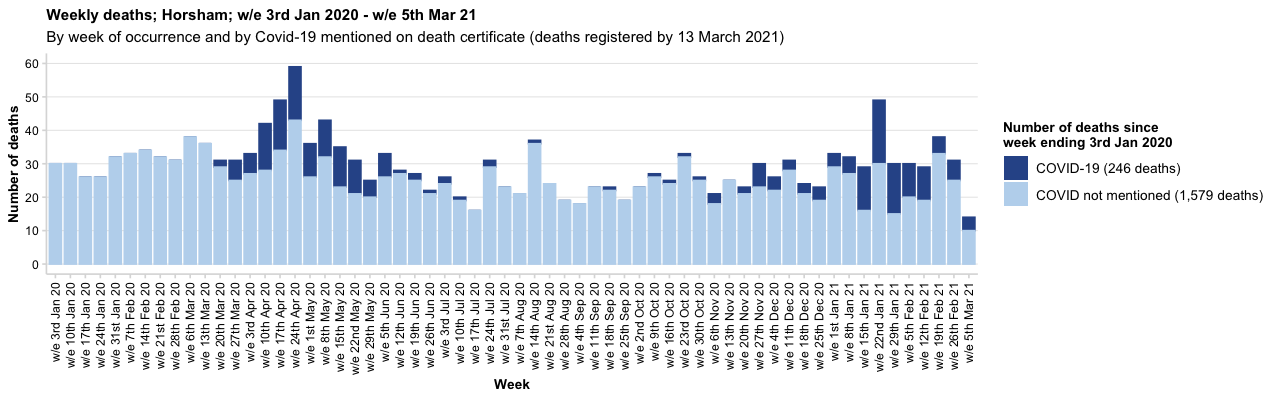 Weekly deaths; Horsham; w/e 3rd Jan 2020 - w/e 5th Mar 21
By week of occurrence and by Covid-19 mentioned on death certificate (deaths registered by 13 March 2021)
Number of deaths
60
50
40
30
20
10
0
w/e 3rd Jan 20
w/e 10th Jan 20
w/e 17th Jan 20
w/e 24th Jan 20
w/e 31st Jan 20
w/e 7th Feb 20
w/e 14th Feb 20
w/e 21st Feb 20
w/e 28th Feb 20
w/e 6th Mar 20
w/e 13th Mar 20
w/e 20th Mar 20
w/e 27th Mar 20
w/e 3rd Apr 20
w/e 10th Apr 20
w/e 17th Apr 20
w/e 24th Apr 20
w/e 1st May 20
w/e 8th May 20
w/e 15th May 20
w/e 22nd May 20
w/e 29th May 20
w/e 5th Jun 20
w/e 12th Jun 20
w/e 19th Jun 20
w/e 26th Jun 20
w/e 3rd Jul 20
w/e 10th Jul 20
w/e 17th Jul 20
w/e 24th Jul 20
w/e 31st Jul 20
w/e 7th Aug 20
w/e 14th Aug 20
w/e 21st Aug 20
w/e 28th Aug 20
w/e 4th Sep 20
w/e 11th Sep 20
w/e 18th Sep 20
w/e 25th Sep 20
w/e 2nd Oct 20
w/e 9th Oct 20
w/e 16th Oct 20
w/e 23rd Oct 20
w/e 30th Oct 20
w/e 6th Nov 20
w/e 13th Nov 20
w/e 20th Nov 20
w/e 27th Nov 20
w/e 4th Dec 20
w/e 11th Dec 20
w/e 18th Dec 20
w/e 25th Dec 20
w/e 1st Jan 21
w/e 8th Jan 21
w/e 15th Jan 21
w/e 22nd Jan 21
w/e 29th Jan 21
w/e 5th Feb 21
w/e 12th Feb 21
w/e 19th Feb 21
w/e 26th Feb 21
w/e 5th Mar 21
Week
Number of deaths since
week ending 3rd Jan 2020
COVID-19 (246 deaths)
COVID not mentioned (1,579 deaths)